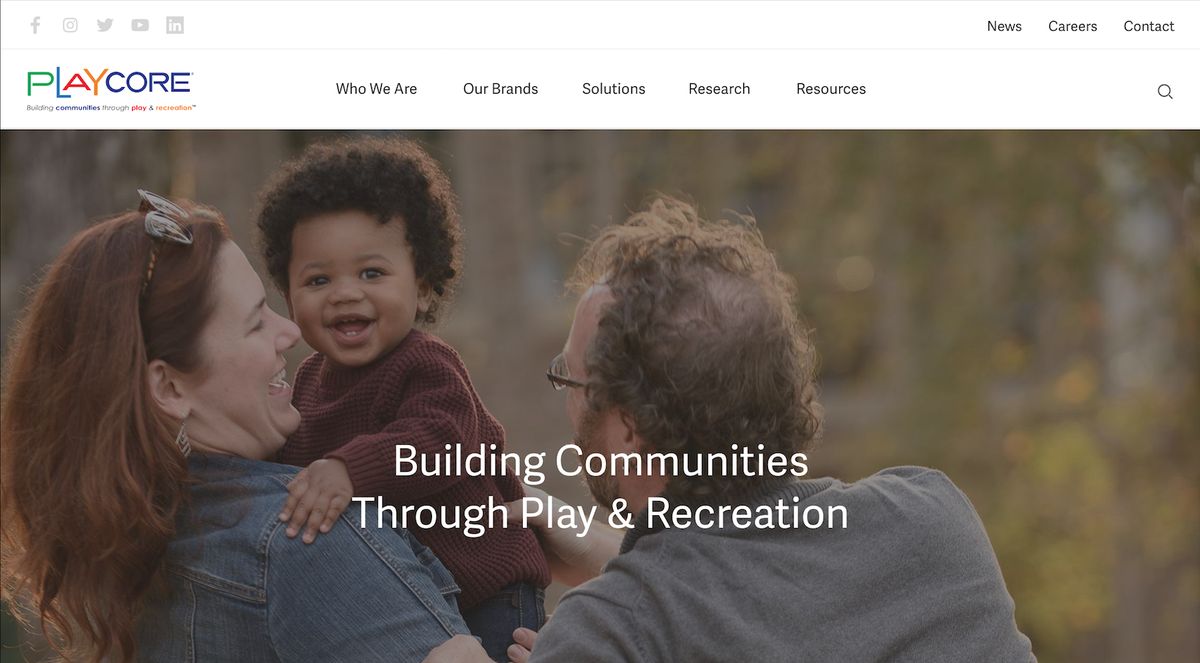 News Careers Contact
PLAYCORE
Building communities through play & recreation™
Who We Are Our Brands Solutions Research Resources
Building Communities
Through Play & Recreation